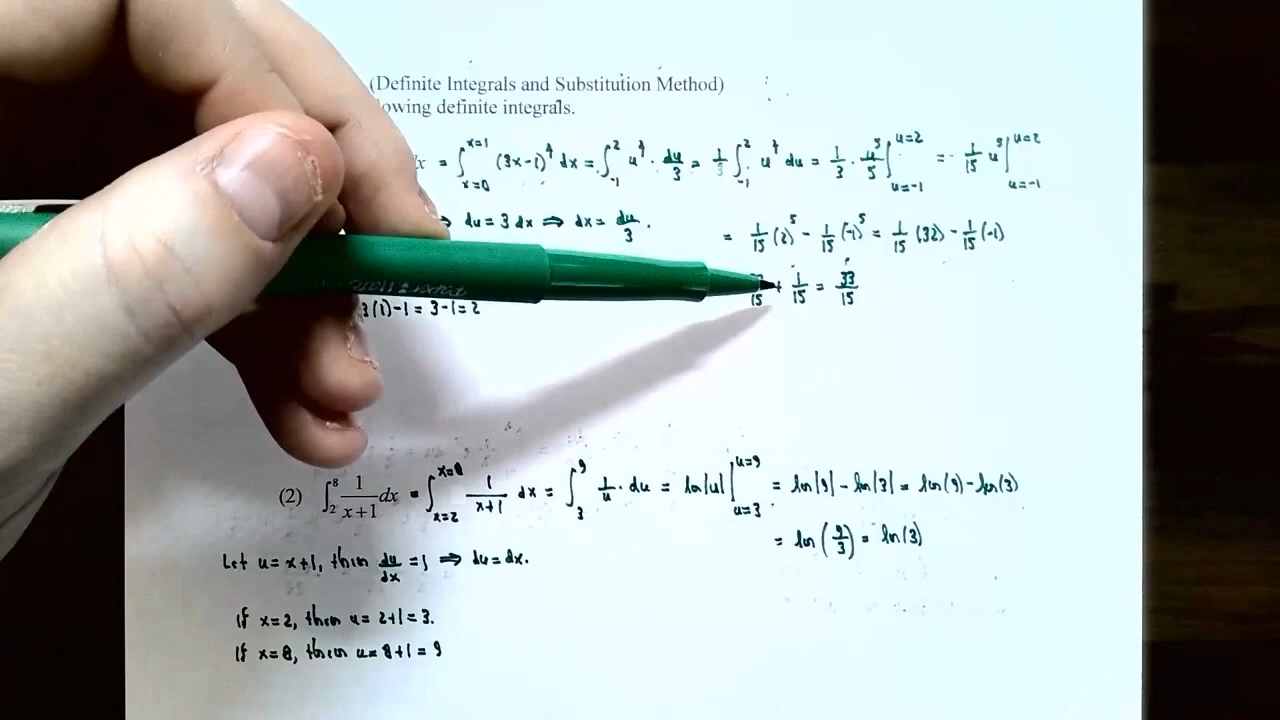 (Definite Integrals and Substitution Method)
lowing definite integrals.
= ∫_{x=0}^{x=1} (3x-1)^4 dx = ∫_{-1}^{2} u^4 · du/3 = 1/3 ∫_{-1}^{2} u^4 du = 1/3 · u^5/5 |_{u=-1}^{u=2} = 1/15 u^5 |_{u=-1}^{u=2}
⇒ du = 3 dx ⇒ dx = du/3.
= 1/15 (2)^5 - 1/15 (-1)^5 = 1/15 (32) - 1/15 (-1)
+ 1/15 = 33/15
3(1)-1 = 3-1 = 2
(2) ∫_2^8 1/(x+1) dx = ∫_{x=2}^{x=8} 1/(x+1) dx = ∫_3^9 1/u · du = ln|u| |_{u=3}^{u=9} = ln|9| - ln|3| = ln(9) - ln(3)
= ln(9/3) = ln(3)
Let u = x+1, then du/dx = 1 ⇒ du = dx.
If x=2, then u = 2+1 = 3.
If x=8, then u = 8+1 = 9